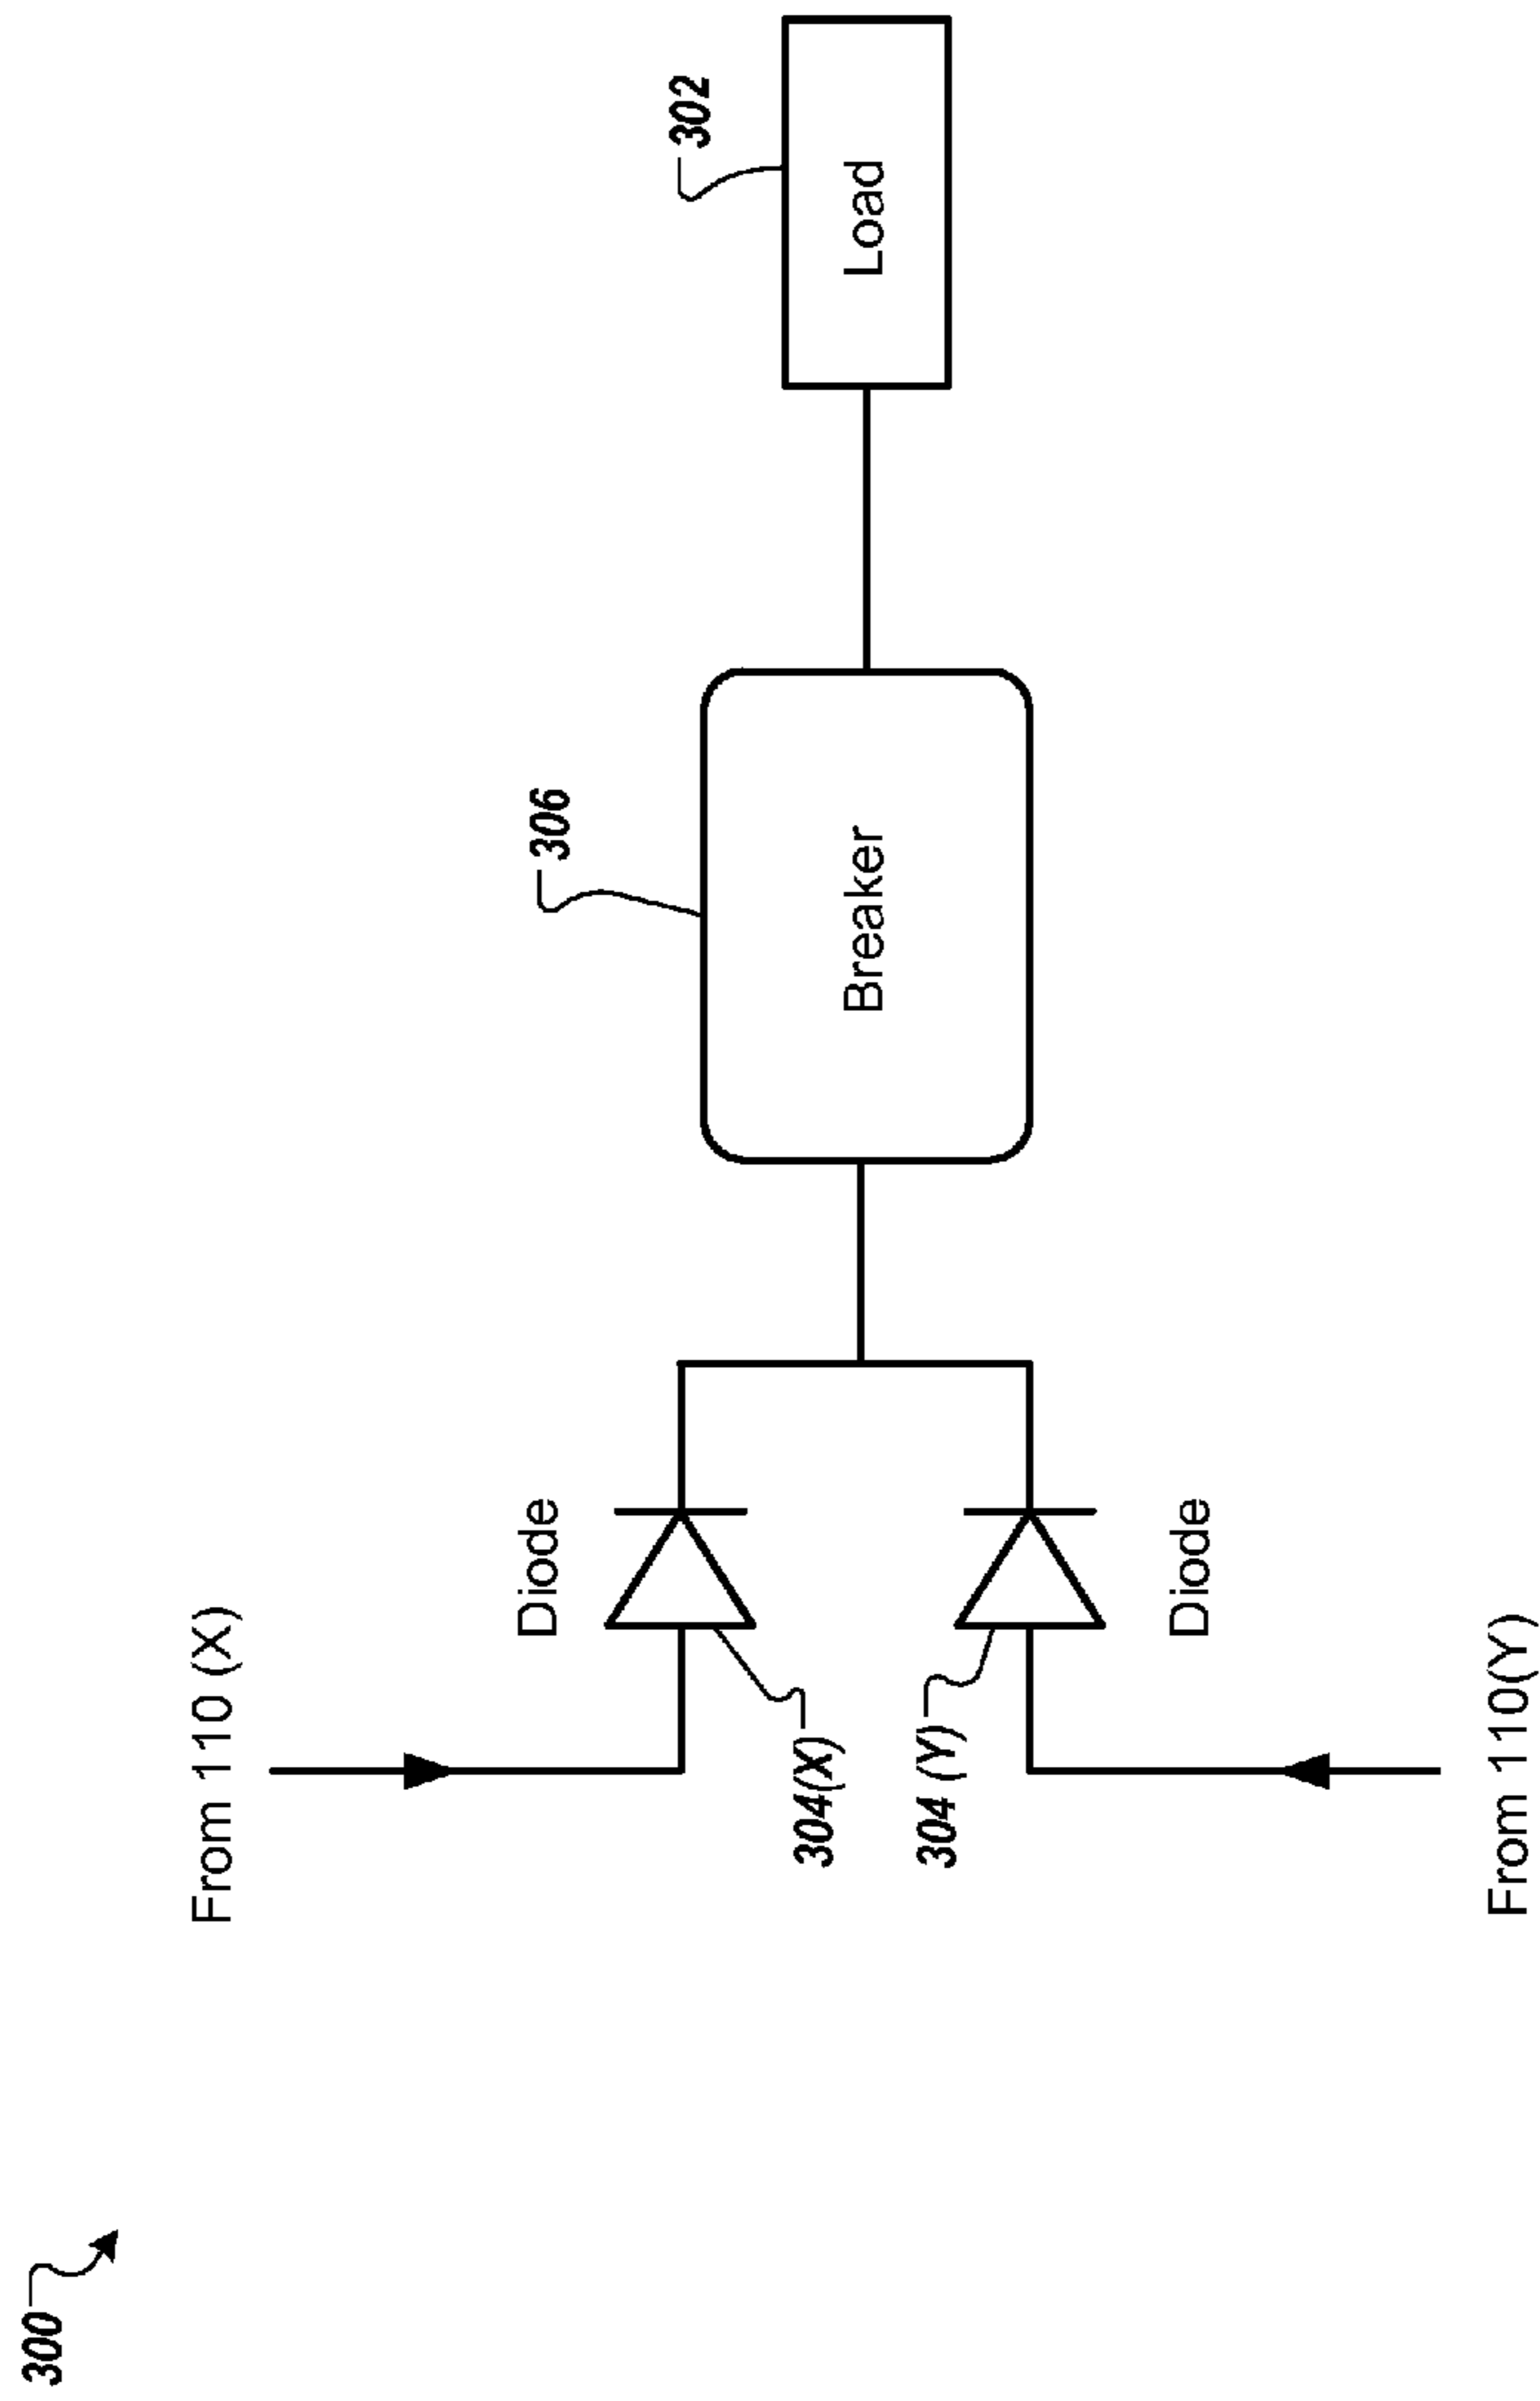 300
From 110 (X)
Diode
304(X)
304 (Y)
Diode
From 110(Y)
306
Breaker
302
Load